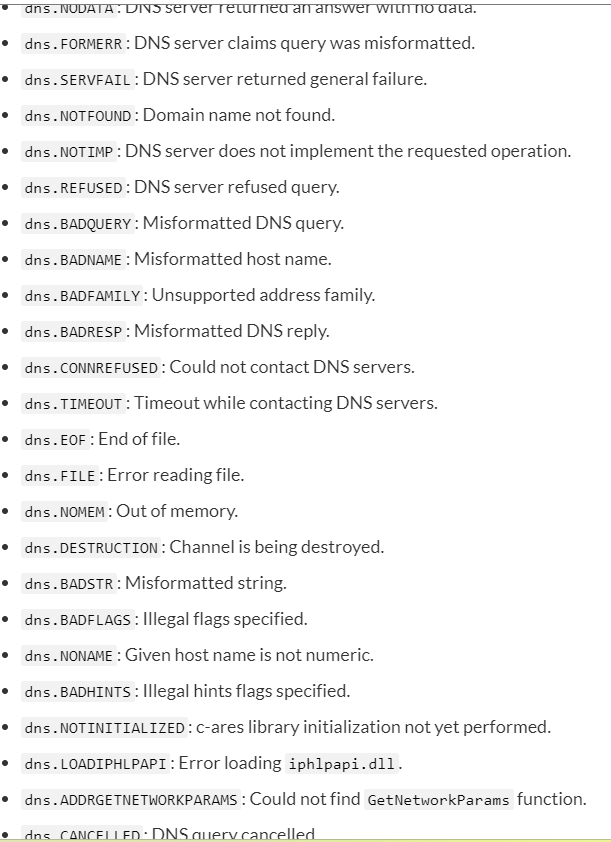 dns.NODATA: DNS server returned an answer with no data.
dns.FORMERR: DNS server claims query was misformatted.
dns.SERVFAIL: DNS server returned general failure.
dns.NOTFOUND: Domain name not found.
dns.NOTIMP: DNS server does not implement the requested operation.
dns.REFUSED: DNS server refused query.
dns.BADQUERY: Misformatted DNS query.
dns.BADNAME: Misformatted host name.
dns.BADFAMILY: Unsupported address family.
dns.BADRESP: Misformatted DNS reply.
dns.CONNREFUSED: Could not contact DNS servers.
dns.TIMEOUT: Timeout while contacting DNS servers.
dns.EOF: End of file.
dns.FILE: Error reading file.
dns.NOMEM: Out of memory.
dns.DESTRUCTION: Channel is being destroyed.
dns.BADSTR: Misformatted string.
dns.BADFLAGS: Illegal flags specified.
dns.NONAME: Given host name is not numeric.
dns.BADHINTS: Illegal hints flags specified.
dns.NOTINITIALIZED: c-ares library initialization not yet performed.
dns.LOADIPHLPAPI: Error loading iphlpapi.dll.
dns.ADDRGETNETWORKPARAMS: Could not find GetNetworkParams function.
dns.CANCELLED: DNS query cancelled